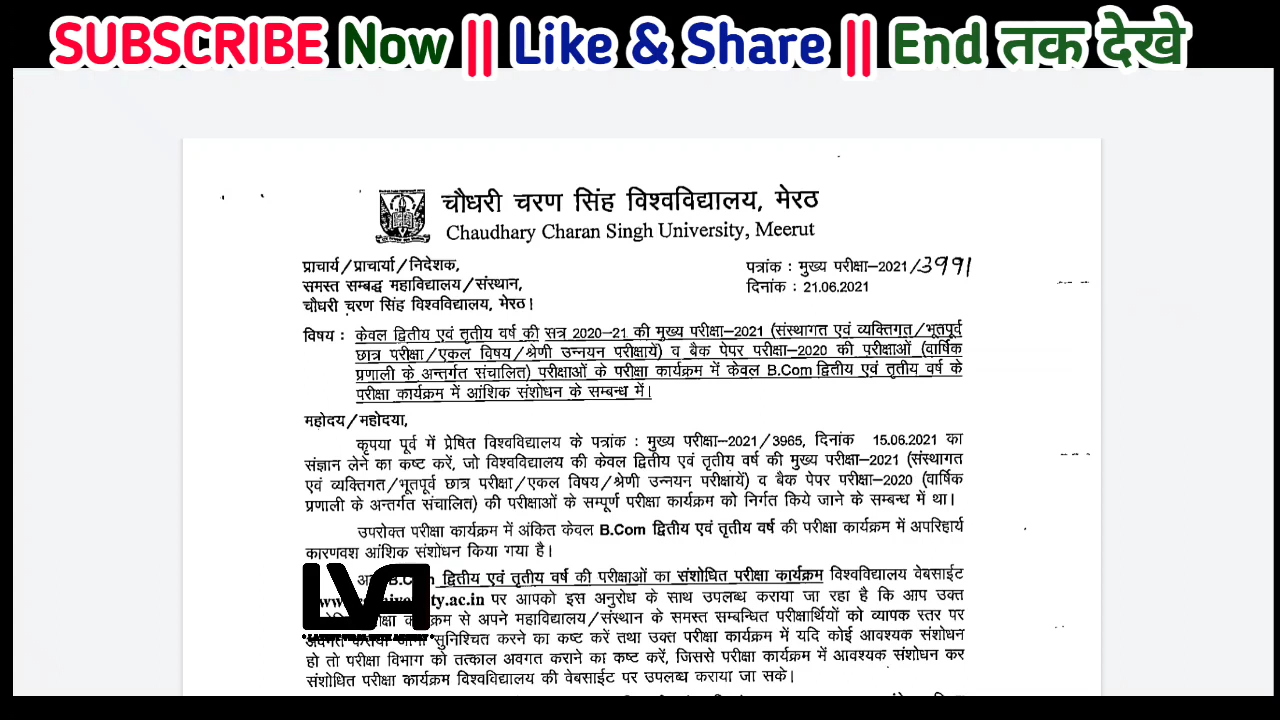 SUBSCRIBE Now || Like & Share || End तक देखे
चौधरी चरण सिंह विश्वविद्यालय, मेरठ
Chaudhary Charan Singh University, Meerut
प्राचार्य/प्राचार्या/निदेशक,
समस्त सम्बद्ध महाविद्यालय/संस्थान,
चौधरी चरण सिंह विश्वविद्यालय, मेरठ।
पत्रांक : मुख्य परीक्षा–2021/3991
दिनांक : 21.06.2021
विषय : केवल द्वितीय एवं तृतीय वर्ष की सत्र 2020-21 की मुख्य परीक्षा–2021 (संस्थागत एवं व्यक्तिगत/भूतपूर्व
छात्र परीक्षा/एकल विषय/श्रेणी उन्नयन परीक्षायें) व बैक पेपर परीक्षा–2020 की परीक्षाओं (वार्षिक
प्रणाली के अन्तर्गत संचालित) परीक्षाओं के परीक्षा कार्यक्रम में केवल B.Com द्वितीय एवं तृतीय वर्ष के
परीक्षा कार्यक्रम में आंशिक संशोधन के सम्बन्ध में।
महोदय/महोदया,
कृपया पूर्व में प्रेषित विश्वविद्यालय के पत्रांक : मुख्य परीक्षा–2021/3965, दिनांक 15.06.2021 का
संज्ञान लेने का कष्ट करें, जो विश्वविद्यालय की केवल द्वितीय एवं तृतीय वर्ष की मुख्य परीक्षा–2021 (संस्थागत
एवं व्यक्तिगत/भूतपूर्व छात्र परीक्षा/एकल विषय/श्रेणी उन्नयन परीक्षायें) व बैक पेपर परीक्षा–2020 (वार्षिक
प्रणाली के अन्तर्गत संचालित) की परीक्षाओं के सम्पूर्ण परीक्षा कार्यक्रम को निर्गत किये जाने के सम्बन्ध में था।
उपरोक्त परीक्षा कार्यक्रम में अंकित केवल B.Com द्वितीय एवं तृतीय वर्ष की परीक्षा कार्यक्रम में अपरिहार्य
कारणवश आंशिक संशोधन किया गया है।
द्वितीय एवं तृतीय वर्ष की परीक्षाओं का संशोधित परीक्षा कार्यक्रम विश्वविद्यालय वेबसाईट
पर आपको इस अनुरोध के साथ उपलब्ध कराया जा रहा है कि आप उक्त
से अपने महाविद्यालय/संस्थान के समस्त सम्बन्धित परीक्षार्थियों को व्यापक स्तर पर
सुनिश्चित करने का कष्ट करें तथा उक्त परीक्षा कार्यक्रम में यदि कोई आवश्यक संशोधन
हो तो परीक्षा विभाग को तत्काल अवगत कराने का कष्ट करें, जिससे परीक्षा कार्यक्रम में आवश्यक संशोधन कर
संशोधित परीक्षा कार्यक्रम विश्वविद्यालय की वेबसाईट पर उपलब्ध कराया जा सके।
LVA